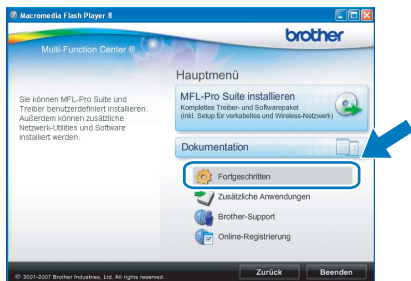 Macromedia Flash Player 8
brother
Multi-Function Center ®
Hauptmenü
Sie können MFL-Pro Suite und
Treiber benutzerdefiniert installieren.
Außerdem können zusätzliche
Netzwerk-Utilities und Software
installiert werden.
MFL-Pro Suite installieren
Komplettes Treiber- und Softwarepaket
(inkl. Setup für verkabeltes und Wireless-Netzwerk)
Dokumentation
Fortgeschritten
Zusätzliche Anwendungen
Brother-Support
Online-Registrierung
© 2001-2007 Brother Industries, Ltd. All rights reserved.
Zurück
Beenden